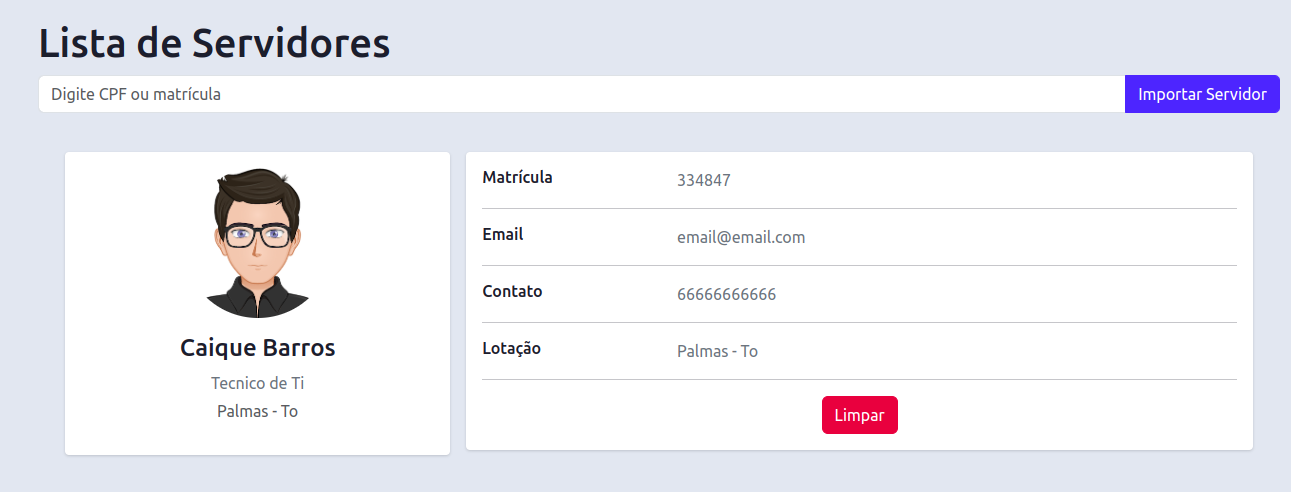 Lista de Servidores
Digite CPF ou matrícula
Importar Servidor
Caique Barros
Tecnico de Ti
Palmas - To
Matrícula
334847
Email
email@email.com
Contato
66666666666
Lotação
Palmas - To
Limpar